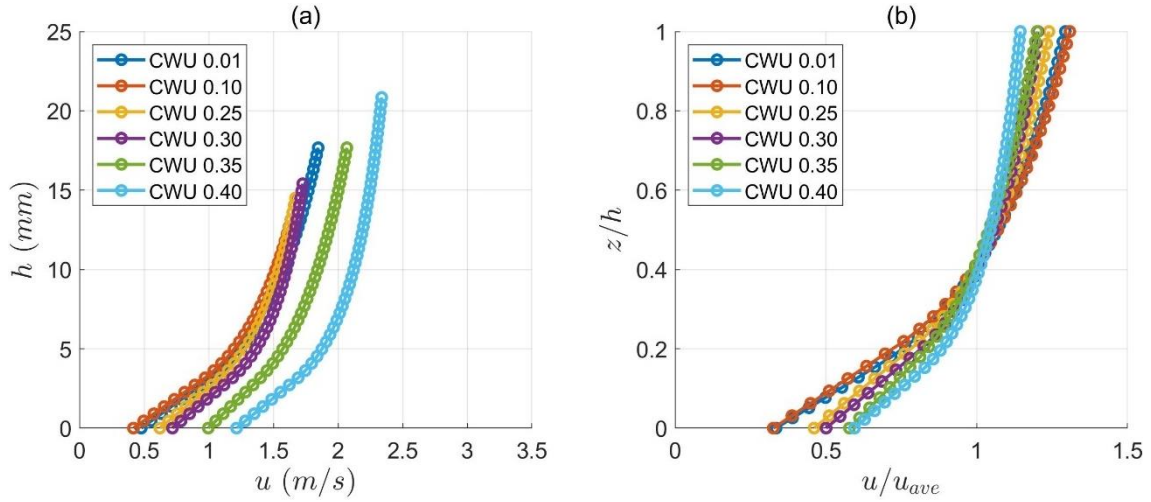 (a)
25
20
15
10
5
0
h (mm)
CWU 0.01
CWU 0.10
CWU 0.25
CWU 0.30
CWU 0.35
CWU 0.40
0 0.5 1 1.5 2 2.5 3 3.5
u (m/s)
(b)
1
0.8
0.6
0.4
0.2
0
z/h
CWU 0.01
CWU 0.10
CWU 0.25
CWU 0.30
CWU 0.35
CWU 0.40
0 0.5 1 1.5
u/u_ave